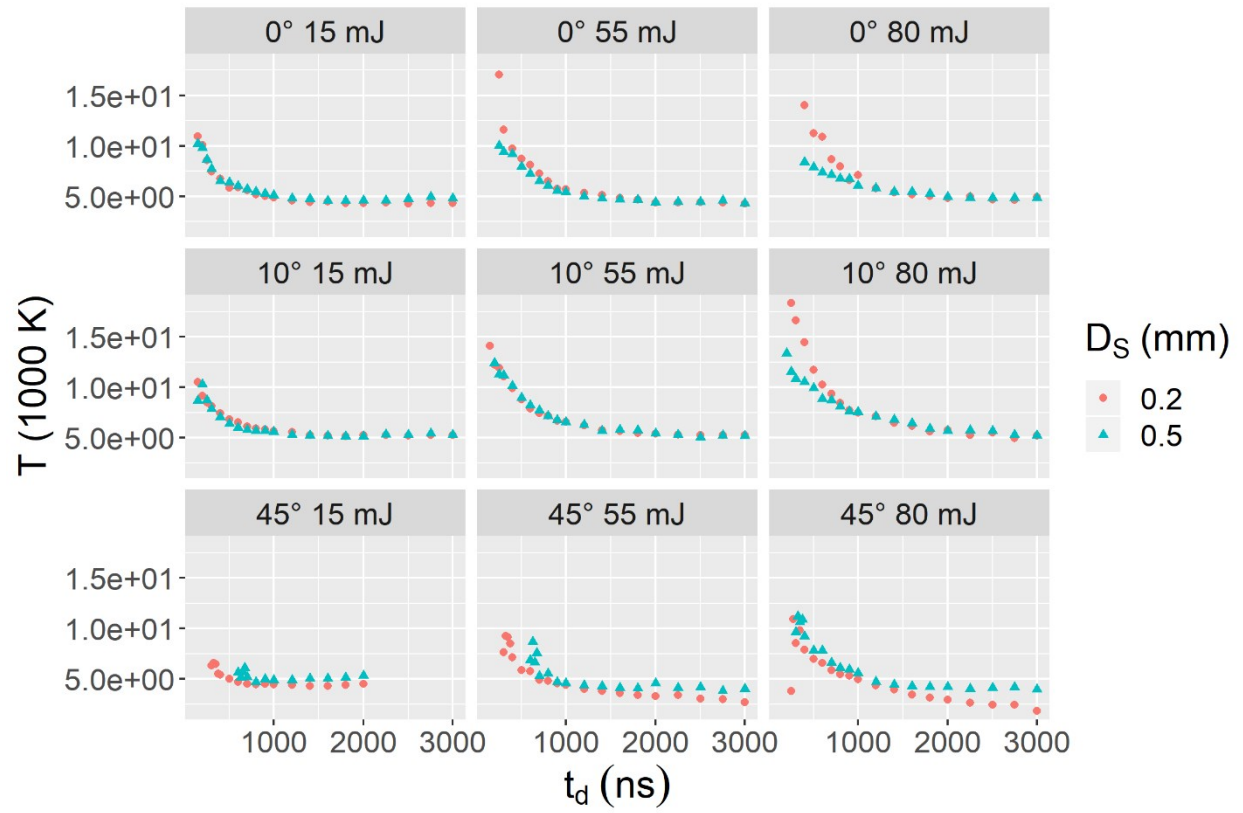 0° 15 mJ
0° 55 mJ
0° 80 mJ
1.5e+01
1.0e+01
5.0e+00
10° 15 mJ
10° 55 mJ
10° 80 mJ
1.5e+01
1.0e+01
5.0e+00
45° 15 mJ
45° 55 mJ
45° 80 mJ
1.5e+01
1.0e+01
5.0e+00
1000 2000 3000
1000 2000 3000
1000 2000 3000
T (1000 K)
t_d (ns)
D_S (mm)
0.2
0.5